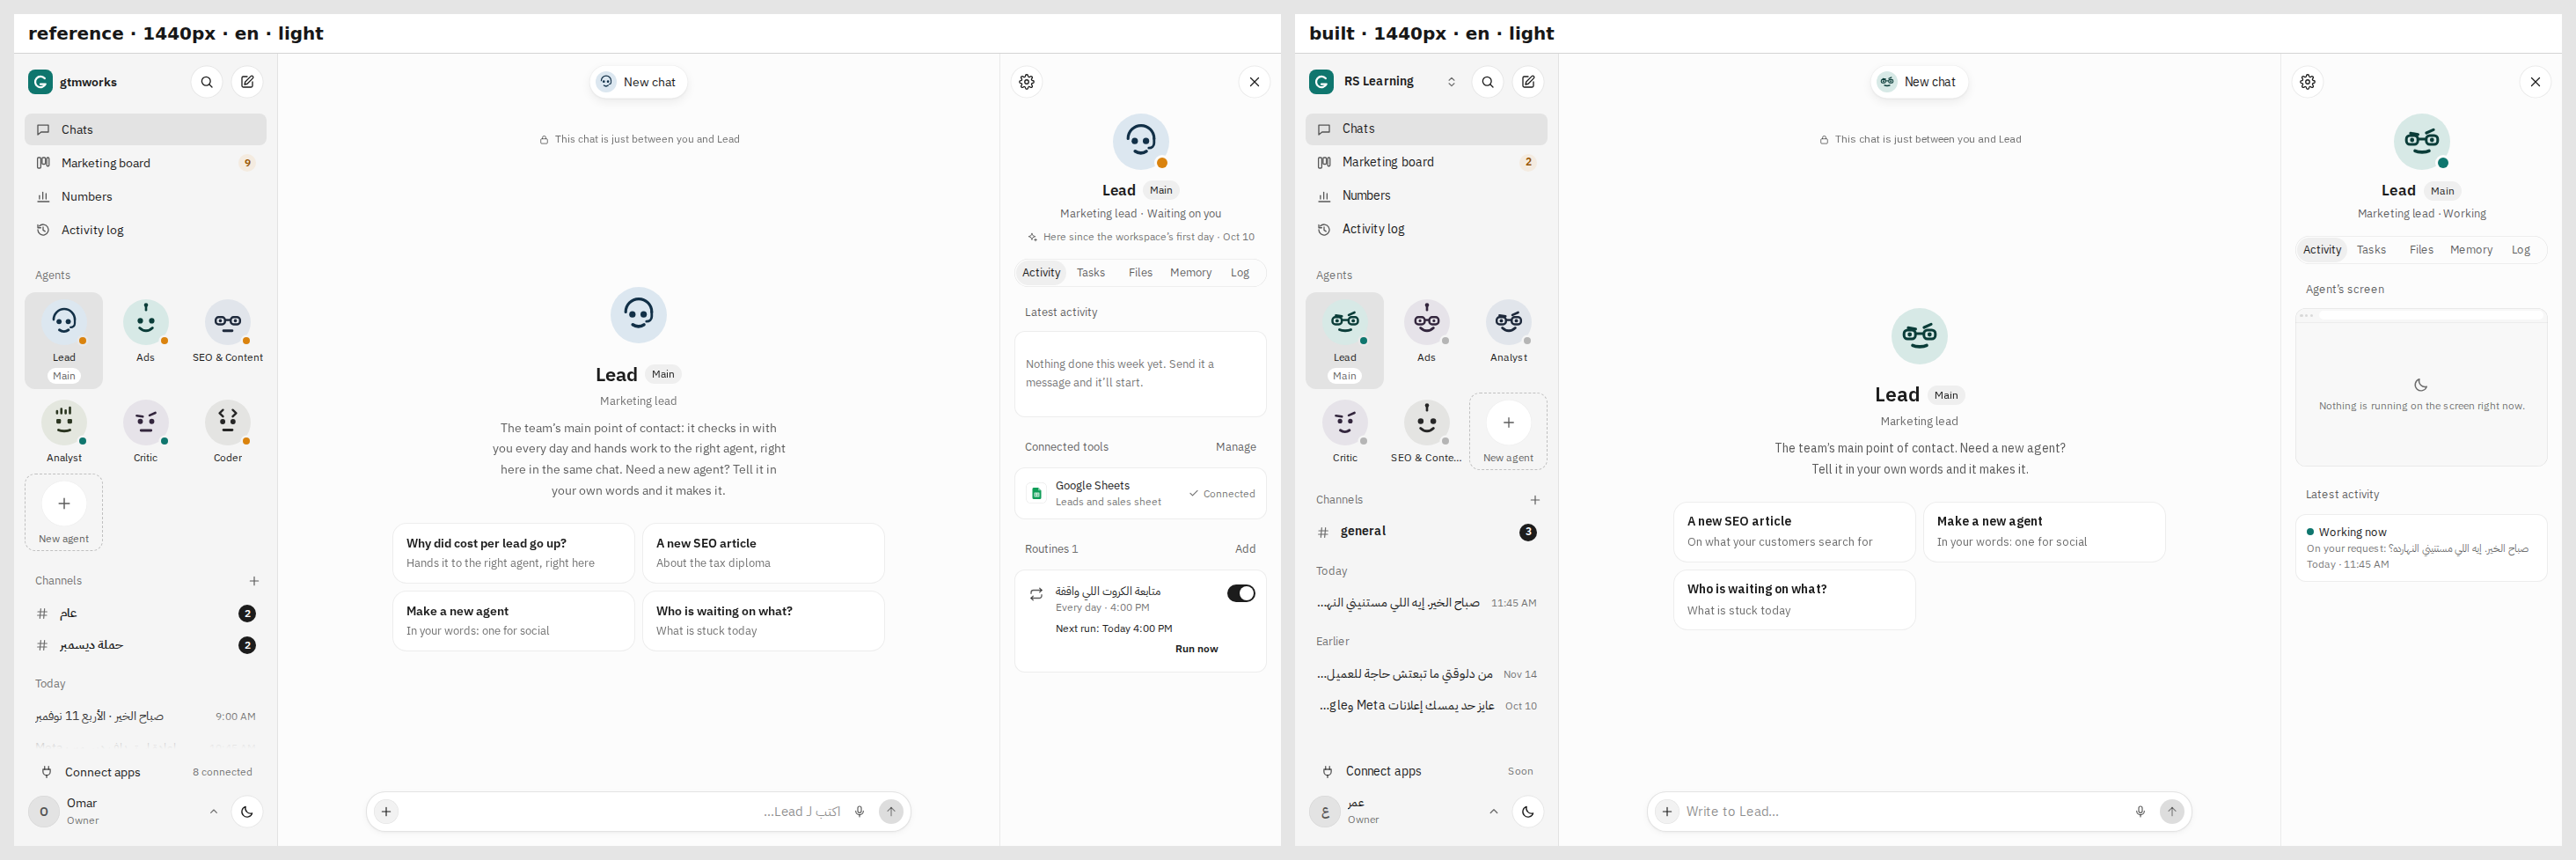 reference · 1440px · en · light
gtmworks
Chats
Marketing board 9
Numbers
Activity log
Agents
Lead
Main
Ads
SEO & Content
Analyst
Critic
Coder
New agent
Channels
# عام 2
# حملة ديسمبر 2
Today
صباح الخير · الأربع 11 نوفمبر 9:00 AM
Connect apps 8 connected
O
Omar
Owner
New chat
This chat is just between you and Lead
Lead Main
Marketing lead
The team’s main point of contact: it checks in with
you every day and hands work to the right agent, right
here in the same chat. Need a new agent? Tell it in
your own words and it makes it.
Why did cost per lead go up?
Hands it to the right agent, right here
A new SEO article
About the tax diploma
Make a new agent
In your words: one for social
Who is waiting on what?
What is stuck today
اكتب لـ Lead...
Lead Main
Marketing lead · Waiting on you
Here since the workspace’s first day · Oct 10
Activity Tasks Files Memory Log
Latest activity
Nothing done this week yet. Send it a
message and it’ll start.
Connected tools Manage
Google Sheets
Leads and sales sheet
Connected
Routines 1 Add
متابعة الكروت اللي واقفة
Every day · 4:00 PM
Next run: Today 4:00 PM
Run now
built · 1440px · en · light
RS Learning
Chats
Marketing board 2
Numbers
Activity log
Agents
Lead
Main
Ads
Analyst
Critic
SEO & Conte...
New agent
Channels
# general 3
Today
صباح الخير. إيه اللي مستنيني النه... 11:45 AM
Earlier
من دلوقتي ما تبعتش حاجة للعميل... Nov 14
عايز حد يمسك إعلانات Meta وgle... Oct 10
Connect apps Soon
ع
عمر
Owner
New chat
This chat is just between you and Lead
Lead Main
Marketing lead
The team’s main point of contact. Need a new agent?
Tell it in your own words and it makes it.
A new SEO article
On what your customers search for
Make a new agent
In your words: one for social
Who is waiting on what?
What is stuck today
Write to Lead...
Lead Main
Marketing lead · Working
Activity Tasks Files Memory Log
Agent’s screen
Nothing is running on the screen right now.
Latest activity
Working now
On your request: صباح الخير. إيه اللي مستنيني النهارده؟
Today · 11:45 AM